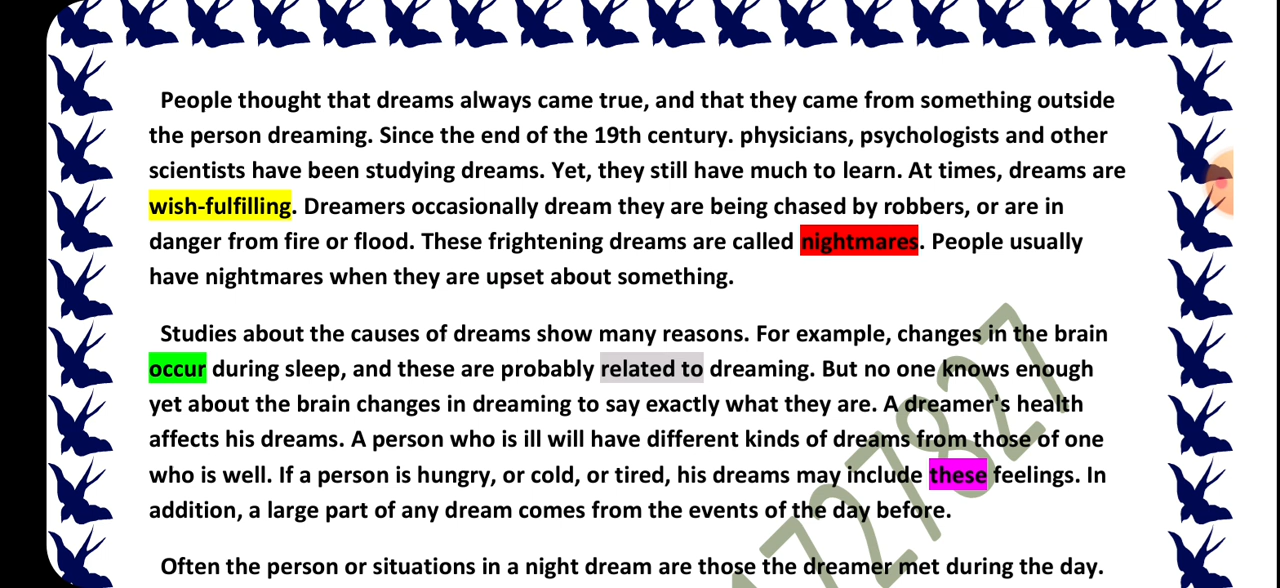 People thought that dreams always came true, and that they came from something outside
the person dreaming. Since the end of the 19th century. physicians, psychologists and other
scientists have been studying dreams. Yet, they still have much to learn. At times, dreams are
wish-fulfilling. Dreamers occasionally dream they are being chased by robbers, or are in
danger from fire or flood. These frightening dreams are called nightmares. People usually
have nightmares when they are upset about something.
Studies about the causes of dreams show many reasons. For example, changes in the brain
occur during sleep, and these are probably related to dreaming. But no one knows enough
yet about the brain changes in dreaming to say exactly what they are. A dreamer's health
affects his dreams. A person who is ill will have different kinds of dreams from those of one
who is well. If a person is hungry, or cold, or tired, his dreams may include these feelings. In
addition, a large part of any dream comes from the events of the day before.
Often the person or situations in a night dream are those the dreamer met during the day.